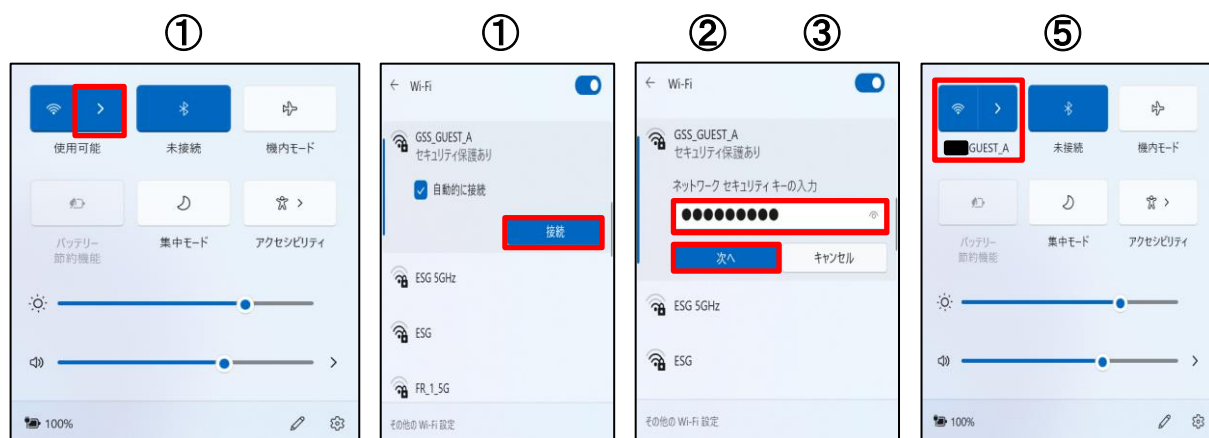 ①
使用可能
未接続
機内モード
バッテリー
節約機能
集中モード
アクセシビリティ
100%
①
Wi-Fi
GSS_GUEST_A
セキュリティ保護あり
自動的に接続
接続
ESG 5GHz
ESG
FR_1_5G
その他の Wi-Fi 設定
② ③
Wi-Fi
GSS_GUEST_A
セキュリティ保護あり
ネットワーク セキュリティ キーの入力
●●●●●●●●●
次へ
キャンセル
ESG 5GHz
ESG
その他の Wi-Fi 設定
⑤
GUEST_A
未接続
機内モード
バッテリー
節約機能
集中モード
アクセシビリティ
100%